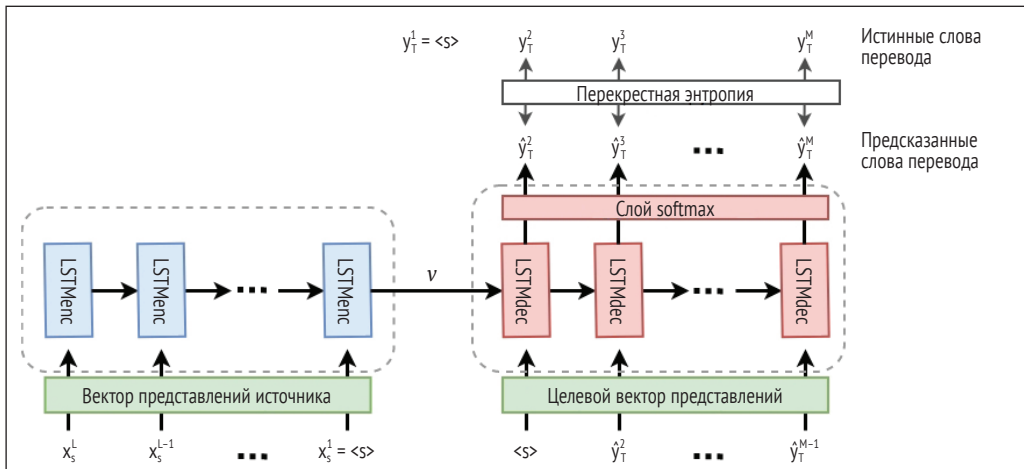 y_T^1 = <s> y_T^2 y_T^3 y_T^M Истинные слова
перевода
Перекрестная энтропия
ŷ_T^2 ŷ_T^3 ... ŷ_T^M Предсказанные
слова перевода
Слой softmax
LSTMenc LSTMenc ... LSTMenc v LSTMdec LSTMdec ... LSTMdec
Вектор представлений источника Целевой вектор представлений
x_s^L x_s^{L-1} ... x_s^1 = <s> <s> ŷ_T^2 ... ŷ_T^{M-1}